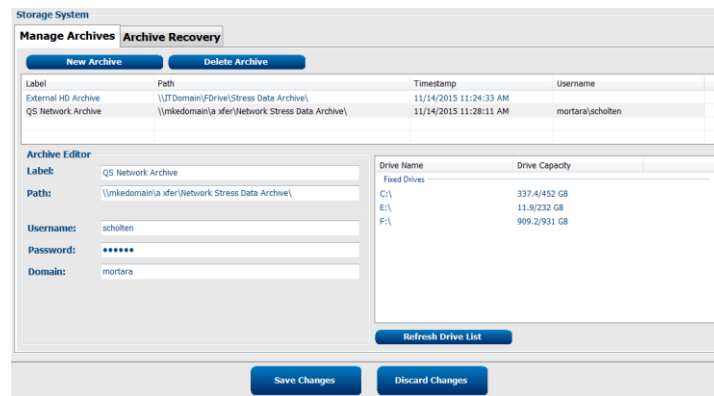 Storage System
Manage Archives Archive Recovery
New Archive Delete Archive
Label Path Timestamp Username
External HD Archive \\ITDomain\FDrive\Stress Data Archive\ 11/14/2015 11:24:33 AM
QS Network Archive \\mkedomain\a xfer\Network Stress Data Archive\ 11/14/2015 11:28:11 AM mortara\scholten
Archive Editor
Label: QS Network Archive
Path: \\mkedomain\a xfer\Network Stress Data Archive\
Username: scholten
Password: ••••••
Domain: mortara
Drive Name Drive Capacity
Fixed Drives
C:\ 337.4/452 GB
E:\ 11.9/232 GB
F:\ 909.2/931 GB
Refresh Drive List
Save Changes Discard Changes